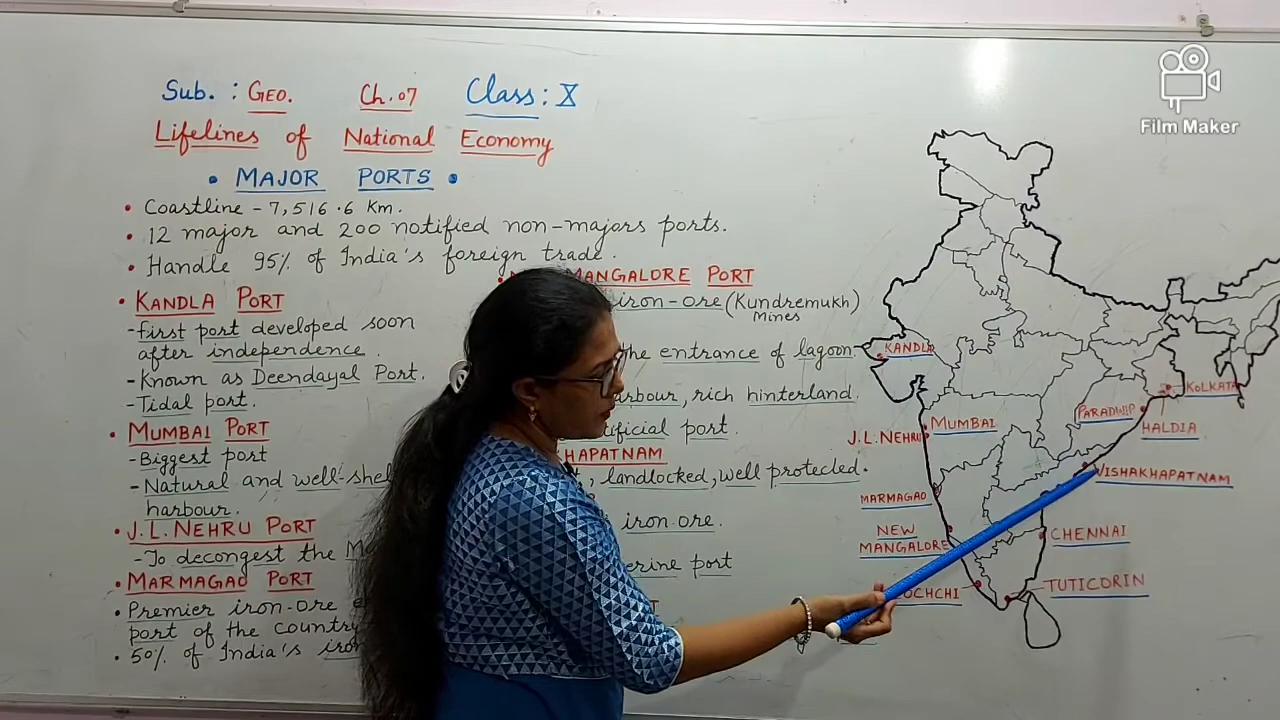 Sub. : GEO. Ch. 07 Class : X
Lifelines of National Economy
• MAJOR PORTS •
• Coastline - 7,516.6 Km.
• 12 major and 200 notified non-majors ports.
• Handle 95% of India's foreign trade.
• KANDLA PORT
- First port developed soon
after independence.
- Known as Deendayal Port.
- Tidal port.
• MUMBAI PORT
- Biggest port
- Natural and well-
harbour.
• J.L. NEHRU PORT
- To decongest the
• MARMAGAO PORT
• Premier iron-ore
port of the country
• 50% of India's
MANGALORE PORT
iron-ore (Kundremukh)
Mines
the entrance of lagoon
, rich hinterland.
port.
, landlocked, well protected.
iron ore.
port
Film Maker
KANDLA
MUMBAI
J.L. NEHRU
MARMAGAO
NEW
MANGALORE
KOLKATA
PARADWIP
HALDIA
VISHAKHAPATNAM
CHENNAI
TUTICORIN